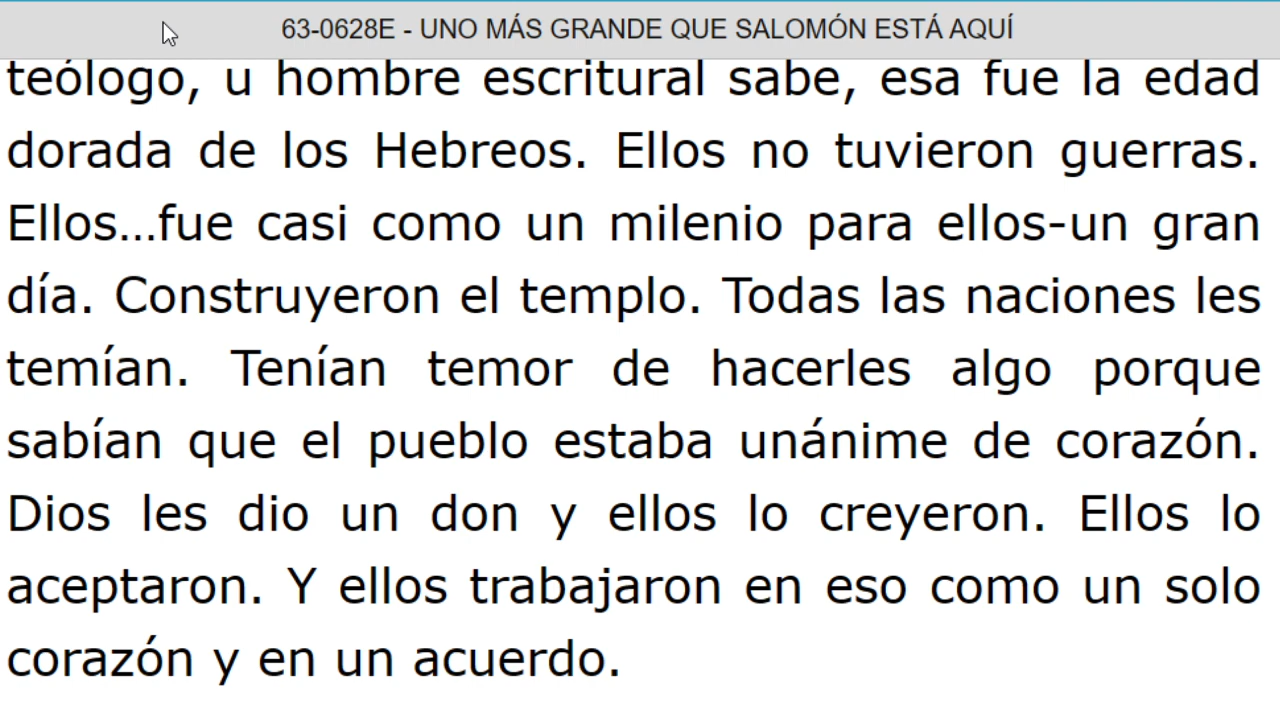 63-0628E - UNO MÁS GRANDE QUE SALOMÓN ESTÁ AQUÍ
teólogo, u hombre escritural sabe, esa fue la edad
dorada de los Hebreos. Ellos no tuvieron guerras.
Ellos...fue casi como un milenio para ellos-un gran
día. Construyeron el templo. Todas las naciones les
temían. Tenían temor de hacerles algo porque
sabían que el pueblo estaba unánime de corazón.
Dios les dio un don y ellos lo creyeron. Ellos lo
aceptaron. Y ellos trabajaron en eso como un solo
corazón y en un acuerdo.